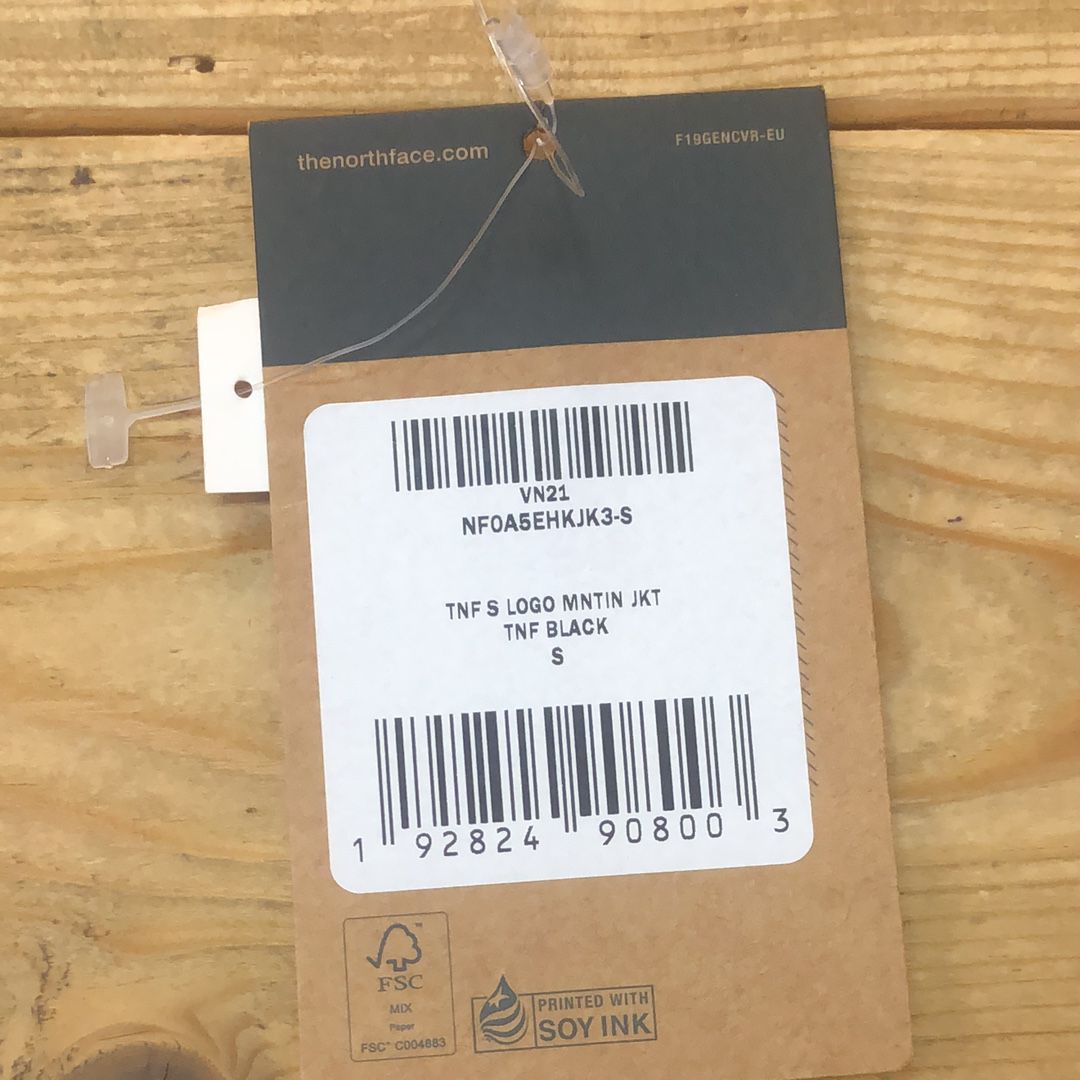 thenorthface.com
F19GENCVR-EU
VN21
NF0A5EHKJK3-S
TNF S LOGO MNTIN JKT
TNF BLACK
S
1 92824 90800 3
FSC
MIX
Paper
FSC® C004883
PRINTED WITH
SOY INK